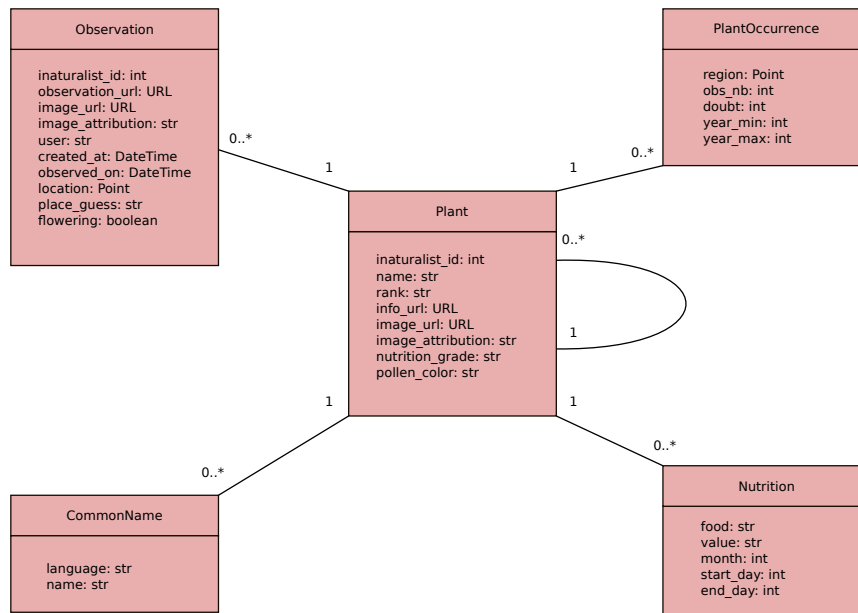 Observation
inaturalist_id: int
observation_url: URL
image_url: URL
image_attribution: str
user: str
created_at: DateTime
observed_on: DateTime
location: Point
place_guess: str
flowering: boolean
0..*
1
PlantOccurrence
region: Point
obs_nb: int
doubt: int
year_min: int
year_max: int
0..*
1
Plant
inaturalist_id: int
name: str
rank: str
info_url: URL
image_url: URL
image_attribution: str
nutrition_grade: str
pollen_color: str
0..*
1
1
0..*
CommonName
language: str
name: str
1
0..*
Nutrition
food: str
value: str
month: int
start_day: int
end_day: int